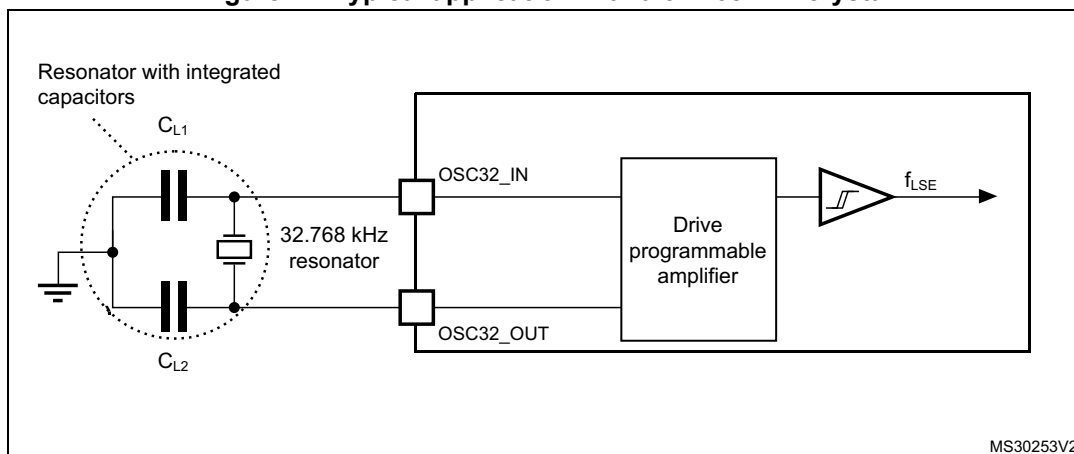 Resonator with integrated
capacitors
CL1
OSC32_IN
fLSE
32.768 kHz
resonator
Drive
programmable
amplifier
OSC32_OUT
CL2
MS30253V2